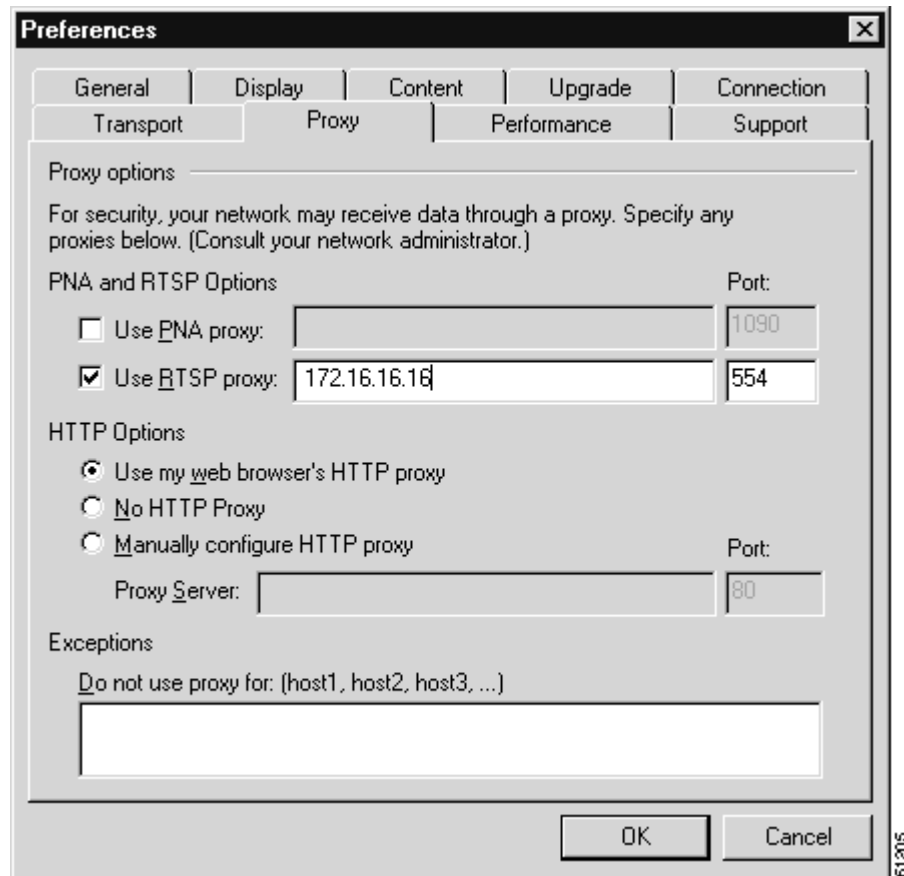 Preferences
General Display Content Upgrade Connection
Transport Proxy Performance Support
Proxy options
For security, your network may receive data through a proxy. Specify any
proxies below. (Consult your network administrator.)
PNA and RTSP Options Port:
Use PNA proxy: 1090
Use RTSP proxy: 172.16.16.16 554
HTTP Options
Use my web browser's HTTP proxy
No HTTP Proxy
Manually configure HTTP proxy Port:
Proxy Server: 80
Exceptions
Do not use proxy for: (host1, host2, host3, ...)
OK Cancel
61205